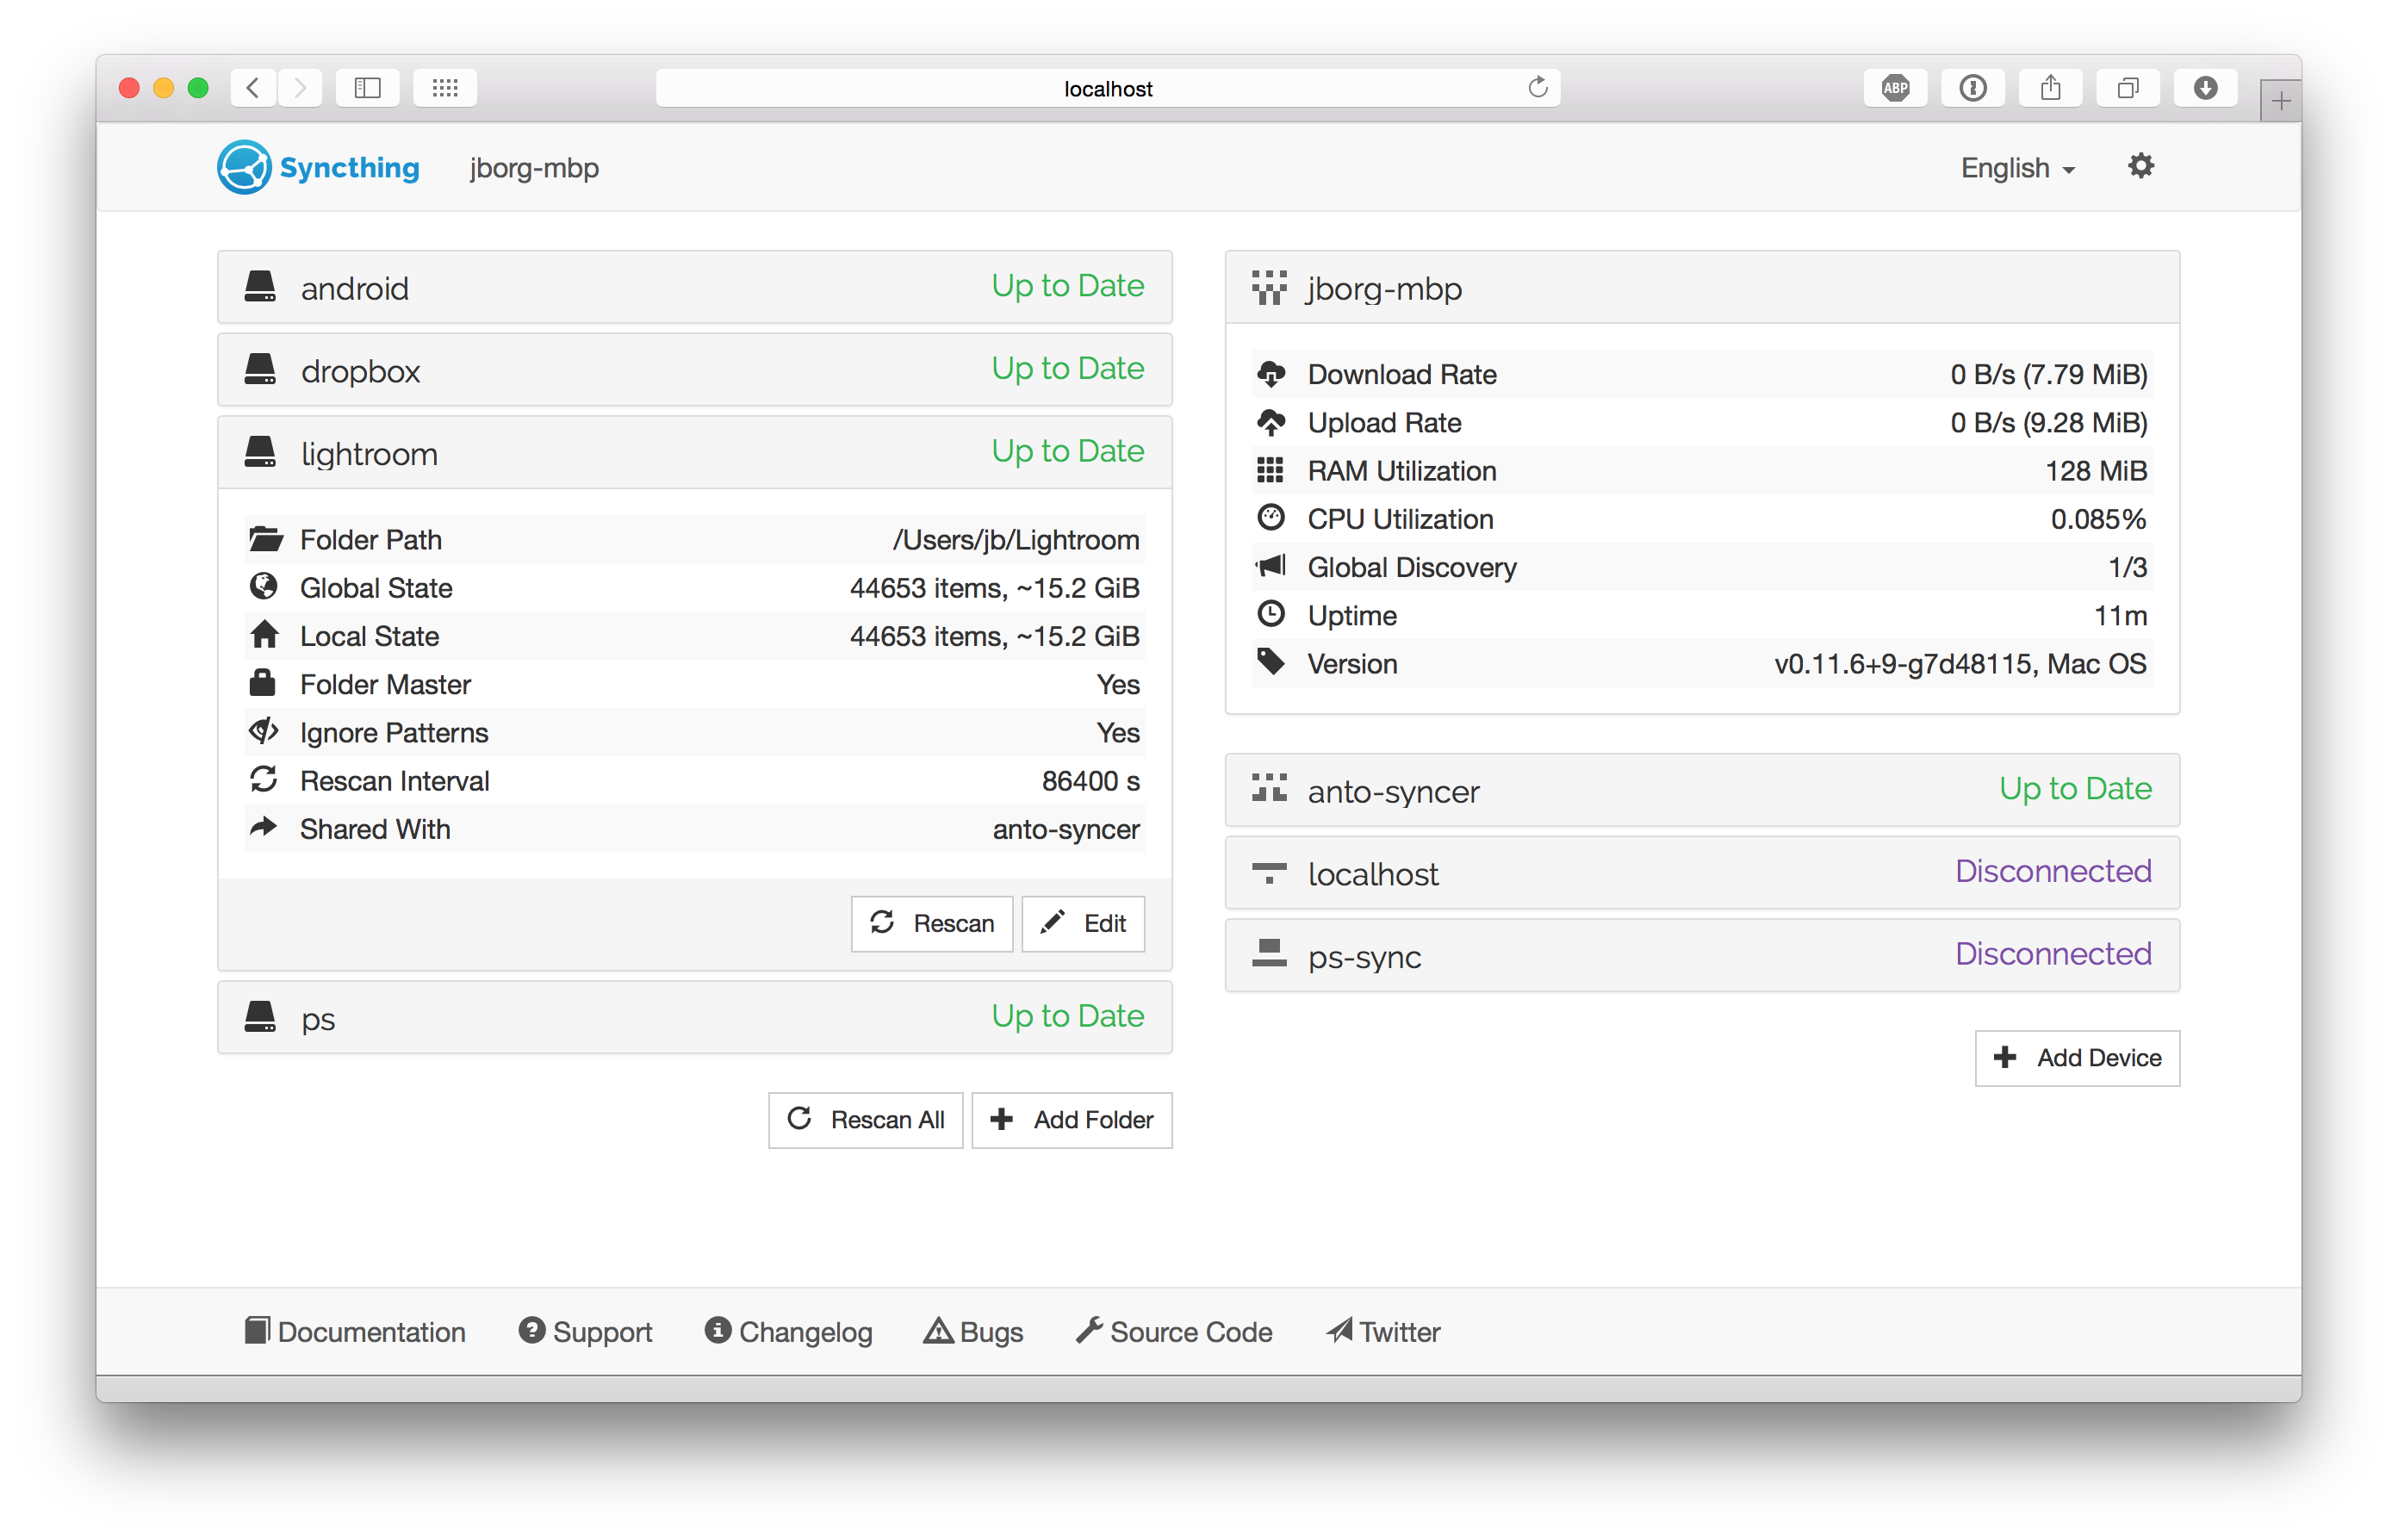 localhost
ABP
Syncthing jborg-mbp English
android Up to Date
dropbox Up to Date
lightroom Up to Date
Folder Path /Users/jb/Lightroom
Global State 44653 items, ~15.2 GiB
Local State 44653 items, ~15.2 GiB
Folder Master Yes
Ignore Patterns Yes
Rescan Interval 86400 s
Shared With anto-syncer
Rescan Edit
ps Up to Date
Rescan All Add Folder
jborg-mbp
Download Rate 0 B/s (7.79 MiB)
Upload Rate 0 B/s (9.28 MiB)
RAM Utilization 128 MiB
CPU Utilization 0.085%
Global Discovery 1/3
Uptime 11m
Version v0.11.6+9-g7d48115, Mac OS
anto-syncer Up to Date
localhost Disconnected
ps-sync Disconnected
Add Device
Documentation Support Changelog Bugs Source Code Twitter